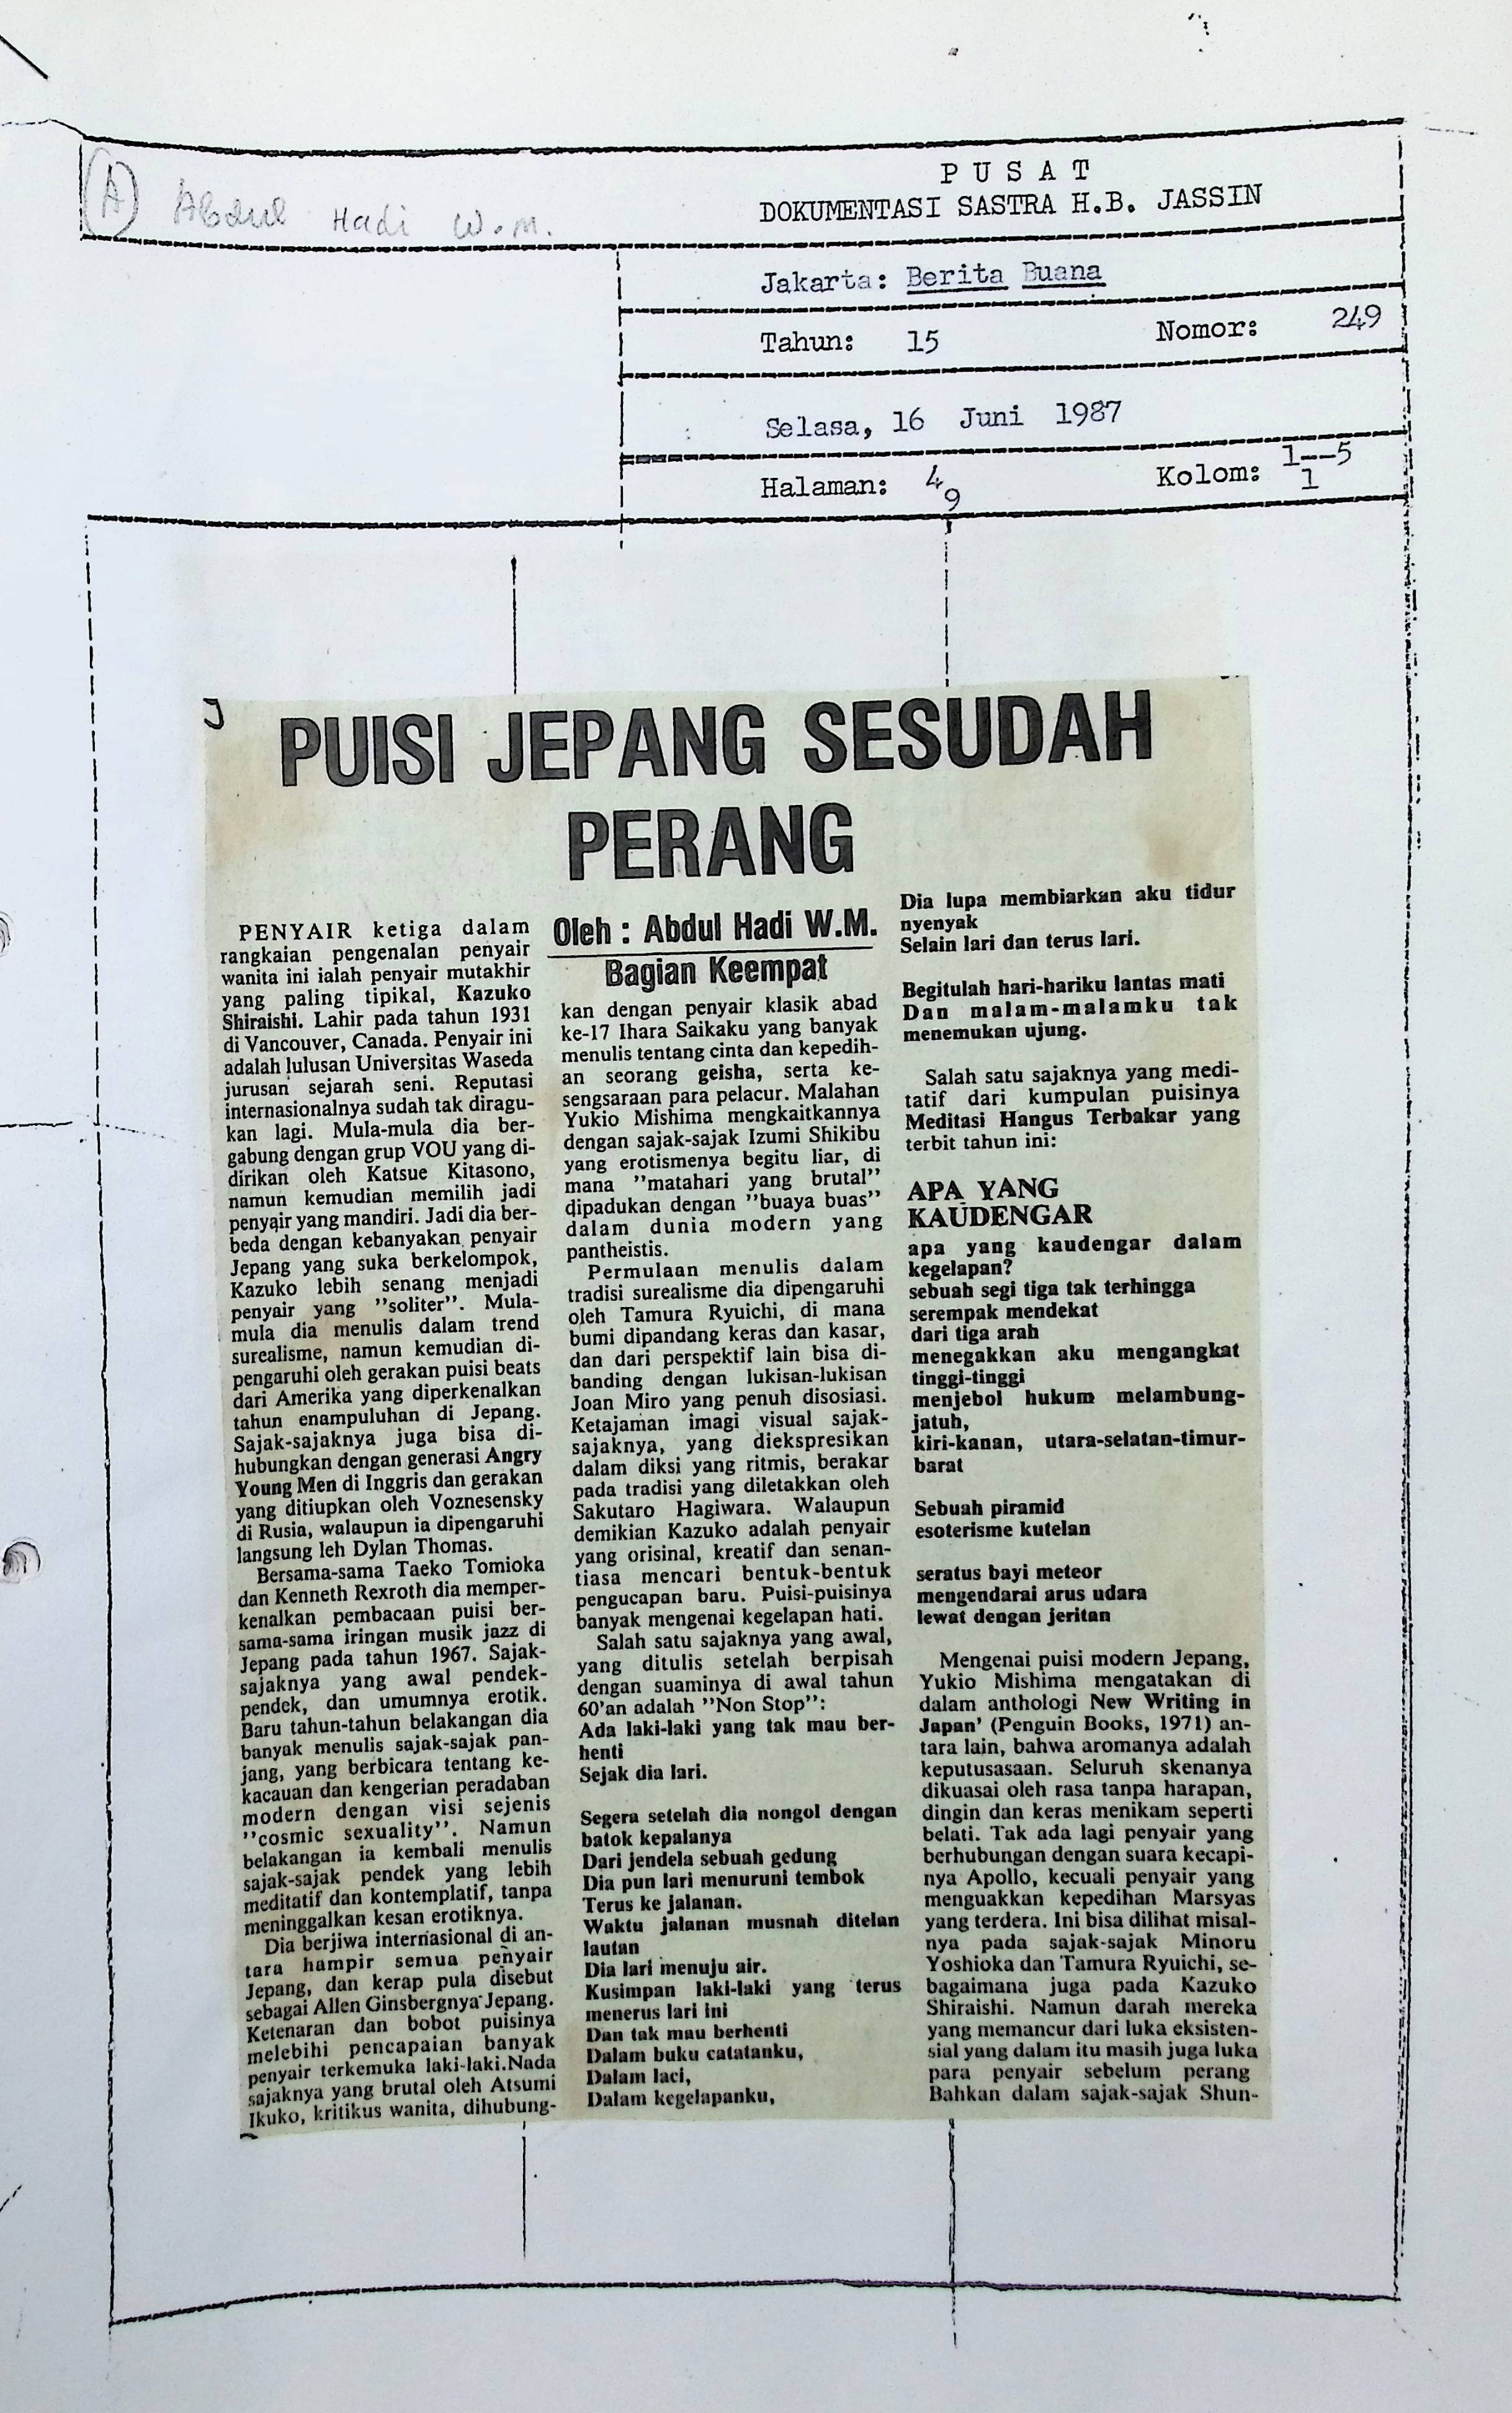 (A) Abdul Hadi W.M.
PUSAT
DOKUMENTASI SASTRA H.B. JASSIN
Jakarta: Berita Buana
Tahun: 15 Nomor: 249
Selasa, 16 Juni 1987
Halaman: 4 Kolom: 1--5
9 1
PUISI JEPANG SESUDAH
PERANG
Oleh : Abdul Hadi W.M.
Bagian Keempat
PENYAIR ketiga dalam
rangkaian pengenalan penyair
wanita ini ialah penyair mutakhir
yang paling tipikal, Kazuko
Shiraishi. Lahir pada tahun 1931
di Vancouver, Canada. Penyair ini
adalah lulusan Universitas Waseda
jurusan sejarah seni. Reputasi
internasionalnya sudah tak diragu-
kan lagi. Mula-mula dia ber-
gabung dengan grup VOU yang di-
dirikan oleh Katsue Kitasono,
namun kemudian memilih jadi
penyair yang mandiri. Jadi dia ber-
beda dengan kebanyakan penyair
Jepang yang suka berkelompok,
Kazuko lebih senang menjadi
penyair yang ''soliter''. Mula-
mula dia menulis dalam trend
surealisme, namun kemudian di-
pengaruhi oleh gerakan puisi beats
dari Amerika yang diperkenalkan
tahun enampuluhan di Jepang.
Sajak-sajaknya juga bisa di-
hubungkan dengan generasi Angry
Young Men di Inggris dan gerakan
yang ditiupkan oleh Voznesensky
di Rusia, walaupun ia dipengaruhi
langsung leh Dylan Thomas.
Bersama-sama Taeko Tomioka
dan Kenneth Rexroth dia memper-
kenalkan pembacaan puisi ber-
sama-sama iringan musik jazz di
Jepang pada tahun 1967. Sajak-
sajaknya yang awal pendek-
pendek, dan umumnya erotik.
Baru tahun-tahun belakangan dia
banyak menulis sajak-sajak pan-
jang, yang berbicara tentang ke-
kacauan dan kengerian peradaban
modern dengan visi sejenis
''cosmic sexuality''. Namun
belakangan ia kembali menulis
sajak-sajak pendek yang lebih
meditatif dan kontemplatif, tanpa
meninggalkan kesan erotiknya.
Dia berjiwa internasional di an-
tara hampir semua penyair
Jepang, dan kerap pula disebut
sebagai Allen Ginsbergnya Jepang.
Ketenaran dan bobot puisinya
melebihi pencapaian banyak
penyair terkemuka laki-laki.Nada
sajaknya yang brutal oleh Atsumi
Ikuko, kritikus wanita, dihubung-
kan dengan penyair klasik abad
ke-17 Ihara Saikaku yang banyak
menulis tentang cinta dan kepedih-
an seorang geisha, serta ke-
sengsaraan para pelacur. Malahan
Yukio Mishima mengkaitkannya
dengan sajak-sajak Izumi Shikibu
yang erotismenya begitu liar, di
mana ''matahari yang brutal''
dipadukan dengan ''buaya buas''
dalam dunia modern yang
pantheistis.
Permulaan menulis dalam
tradisi surealisme dia dipengaruhi
oleh Tamura Ryuichi, di mana
bumi dipandang keras dan kasar,
dan dari perspektif lain bisa di-
banding dengan lukisan-lukisan
Joan Miro yang penuh disosiasi.
Ketajaman imagi visual sajak-
sajaknya, yang diekspresikan
dalam diksi yang ritmis, berakar
pada tradisi yang diletakkan oleh
Sakutaro Hagiwara. Walaupun
demikian Kazuko adalah penyair
yang orisinal, kreatif dan senan-
tiasa mencari bentuk-bentuk
pengucapan baru. Puisi-puisinya
banyak mengenai kegelapan hati.
Salah satu sajaknya yang awal,
yang ditulis setelah berpisah
dengan suaminya di awal tahun
60'an adalah ''Non Stop'':
Ada laki-laki yang tak mau ber-
henti
Sejak dia lari.
Segera setelah dia nongol dengan
batok kepalanya
Dari jendela sebuah gedung
Dia pun lari menuruni tembok
Terus ke jalanan.
Waktu jalanan musnah ditelan
lautan
Dia lari menuju air.
Kusimpan laki-laki yang terus
menerus lari ini
Dan tak mau berhenti
Dalam buku catatanku,
Dalam laci,
Dalam kegelapanku,
Dia lupa membiarkan aku tidur
nyenyak
Selain lari dan terus lari.
Begitulah hari-hariku lantas mati
Dan malam-malamku tak
menemukan ujung.
Salah satu sajaknya yang medi-
tatif dari kumpulan puisinya
Meditasi Hangus Terbakar yang
terbit tahun ini:
APA YANG
KAUDENGAR
apa yang kaudengar dalam
kegelapan?
sebuah segi tiga tak terhingga
serempak mendekat
dari tiga arah
menegakkan aku mengangkat
tinggi-tinggi
menjebol hukum melambung-
jatuh,
kiri-kanan, utara-selatan-timur-
barat
Sebuah piramid
esoterisme kutelan
seratus bayi meteor
mengendarai arus udara
lewat dengan jeritan
Mengenai puisi modern Jepang,
Yukio Mishima mengatakan di
dalam anthologi New Writing in
Japan' (Penguin Books, 1971) an-
tara lain, bahwa aromanya adalah
keputusasaan. Seluruh skenanya
dikuasai oleh rasa tanpa harapan,
dingin dan keras menikam seperti
belati. Tak ada lagi penyair yang
berhubungan dengan suara kecapi-
nya Apollo, kecuali penyair yang
menguakkan kepedihan Marsyas
yang terdera. Ini bisa dilihat misal-
nya pada sajak-sajak Minoru
Yoshioka dan Tamura Ryuichi, se-
bagaimana juga pada Kazuko
Shiraishi. Namun darah mereka
yang memancur dari luka eksisten-
sial yang dalam itu masih juga luka
para penyair sebelum perang
Bahkan dalam sajak-sajak Shun-